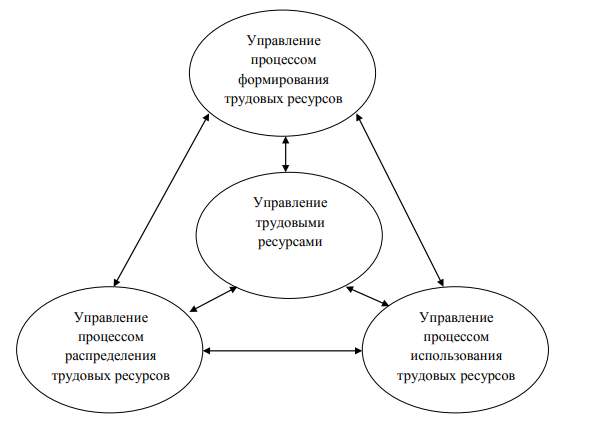 Управление
процессом
формирования
трудовых ресурсов
Управление
трудовыми
ресурсами
Управление
процессом
распределения
трудовых ресурсов
Управление
процессом
использования
трудовых ресурсов